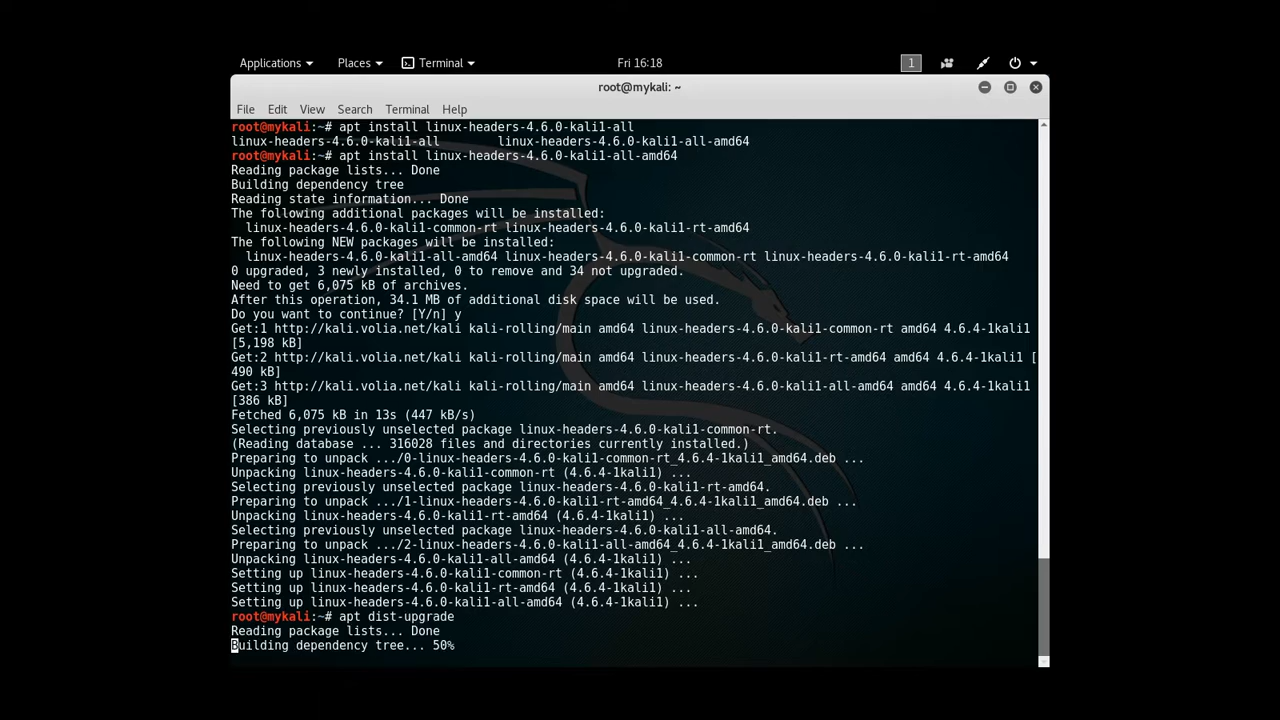 Applications Places Terminal Fri 16:18 1
root@mykali: ~
File Edit View Search Terminal Help
root@mykali:~# apt install linux-headers-4.6.0-kali1-all
linux-headers-4.6.0-kali1-all linux-headers-4.6.0-kali1-all-amd64
root@mykali:~# apt install linux-headers-4.6.0-kali1-all-amd64
Reading package lists... Done
Building dependency tree
Reading state information... Done
The following additional packages will be installed:
linux-headers-4.6.0-kali1-common-rt linux-headers-4.6.0-kali1-rt-amd64
The following NEW packages will be installed:
linux-headers-4.6.0-kali1-all-amd64 linux-headers-4.6.0-kali1-common-rt linux-headers-4.6.0-kali1-rt-amd64
0 upgraded, 3 newly installed, 0 to remove and 34 not upgraded.
Need to get 6,075 kB of archives.
After this operation, 34.1 MB of additional disk space will be used.
Do you want to continue? [Y/n] y
Get:1 http://kali.volia.net/kali kali-rolling/main amd64 linux-headers-4.6.0-kali1-common-rt amd64 4.6.4-1kali1
[5,198 kB]
Get:2 http://kali.volia.net/kali kali-rolling/main amd64 linux-headers-4.6.0-kali1-rt-amd64 amd64 4.6.4-1kali1 [
490 kB]
Get:3 http://kali.volia.net/kali kali-rolling/main amd64 linux-headers-4.6.0-kali1-all-amd64 amd64 4.6.4-1kali1
[386 kB]
Fetched 6,075 kB in 13s (447 kB/s)
Selecting previously unselected package linux-headers-4.6.0-kali1-common-rt.
(Reading database ... 316028 files and directories currently installed.)
Preparing to unpack .../0-linux-headers-4.6.0-kali1-common-rt_4.6.4-1kali1_amd64.deb ...
Unpacking linux-headers-4.6.0-kali1-common-rt (4.6.4-1kali1) ...
Selecting previously unselected package linux-headers-4.6.0-kali1-rt-amd64.
Preparing to unpack .../1-linux-headers-4.6.0-kali1-rt-amd64_4.6.4-1kali1_amd64.deb ...
Unpacking linux-headers-4.6.0-kali1-rt-amd64 (4.6.4-1kali1) ...
Selecting previously unselected package linux-headers-4.6.0-kali1-all-amd64.
Preparing to unpack .../2-linux-headers-4.6.0-kali1-all-amd64_4.6.4-1kali1_amd64.deb ...
Unpacking linux-headers-4.6.0-kali1-all-amd64 (4.6.4-1kali1) ...
Setting up linux-headers-4.6.0-kali1-common-rt (4.6.4-1kali1) ...
Setting up linux-headers-4.6.0-kali1-rt-amd64 (4.6.4-1kali1) ...
Setting up linux-headers-4.6.0-kali1-all-amd64 (4.6.4-1kali1) ...
root@mykali:~# apt dist-upgrade
Reading package lists... Done
Building dependency tree... 50%